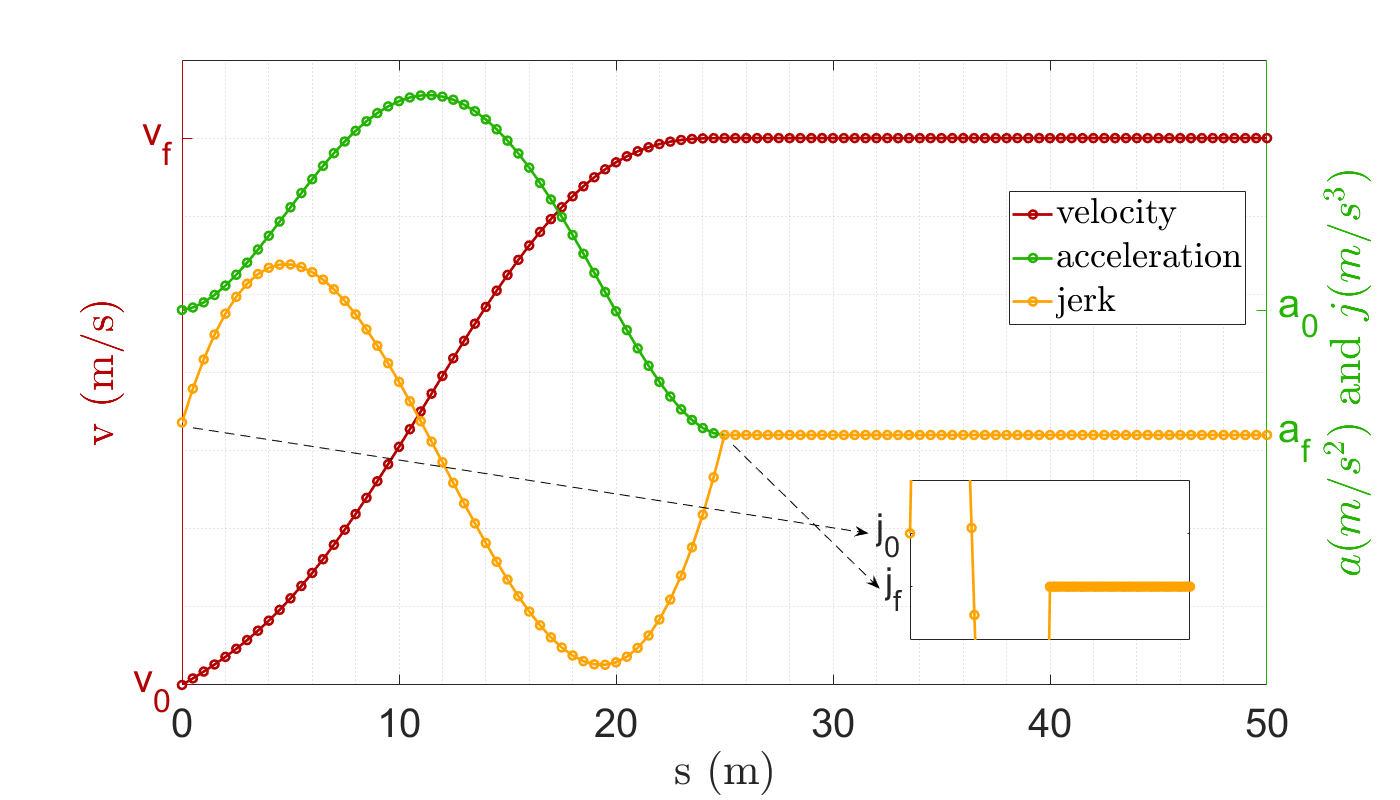 v_f
v_0
v (m/s)
0 10 20 30 40 50
s (m)
velocity
acceleration
jerk
a_0
a_f
a(m/s^2) and j(m/s^3)
j_0
j_f